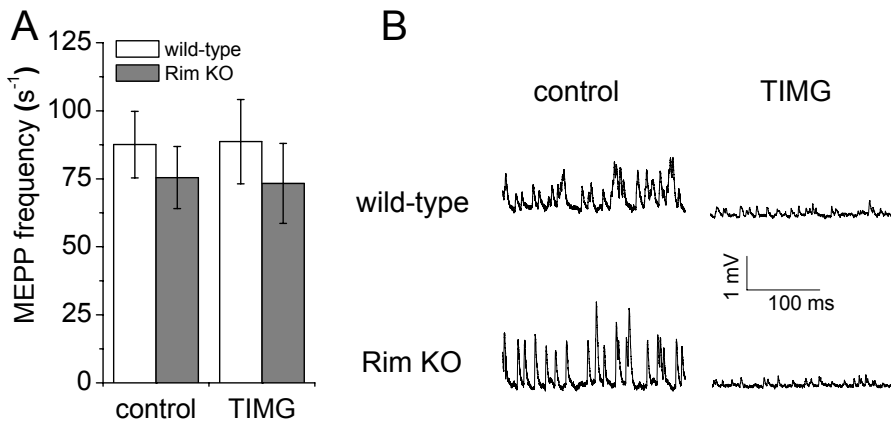 A
MEPP frequency (s⁻¹)
125
100
75
50
25
0
wild-type
Rim KO
control
TIMG
B
control
TIMG
wild-type
Rim KO
1 mV
100 ms